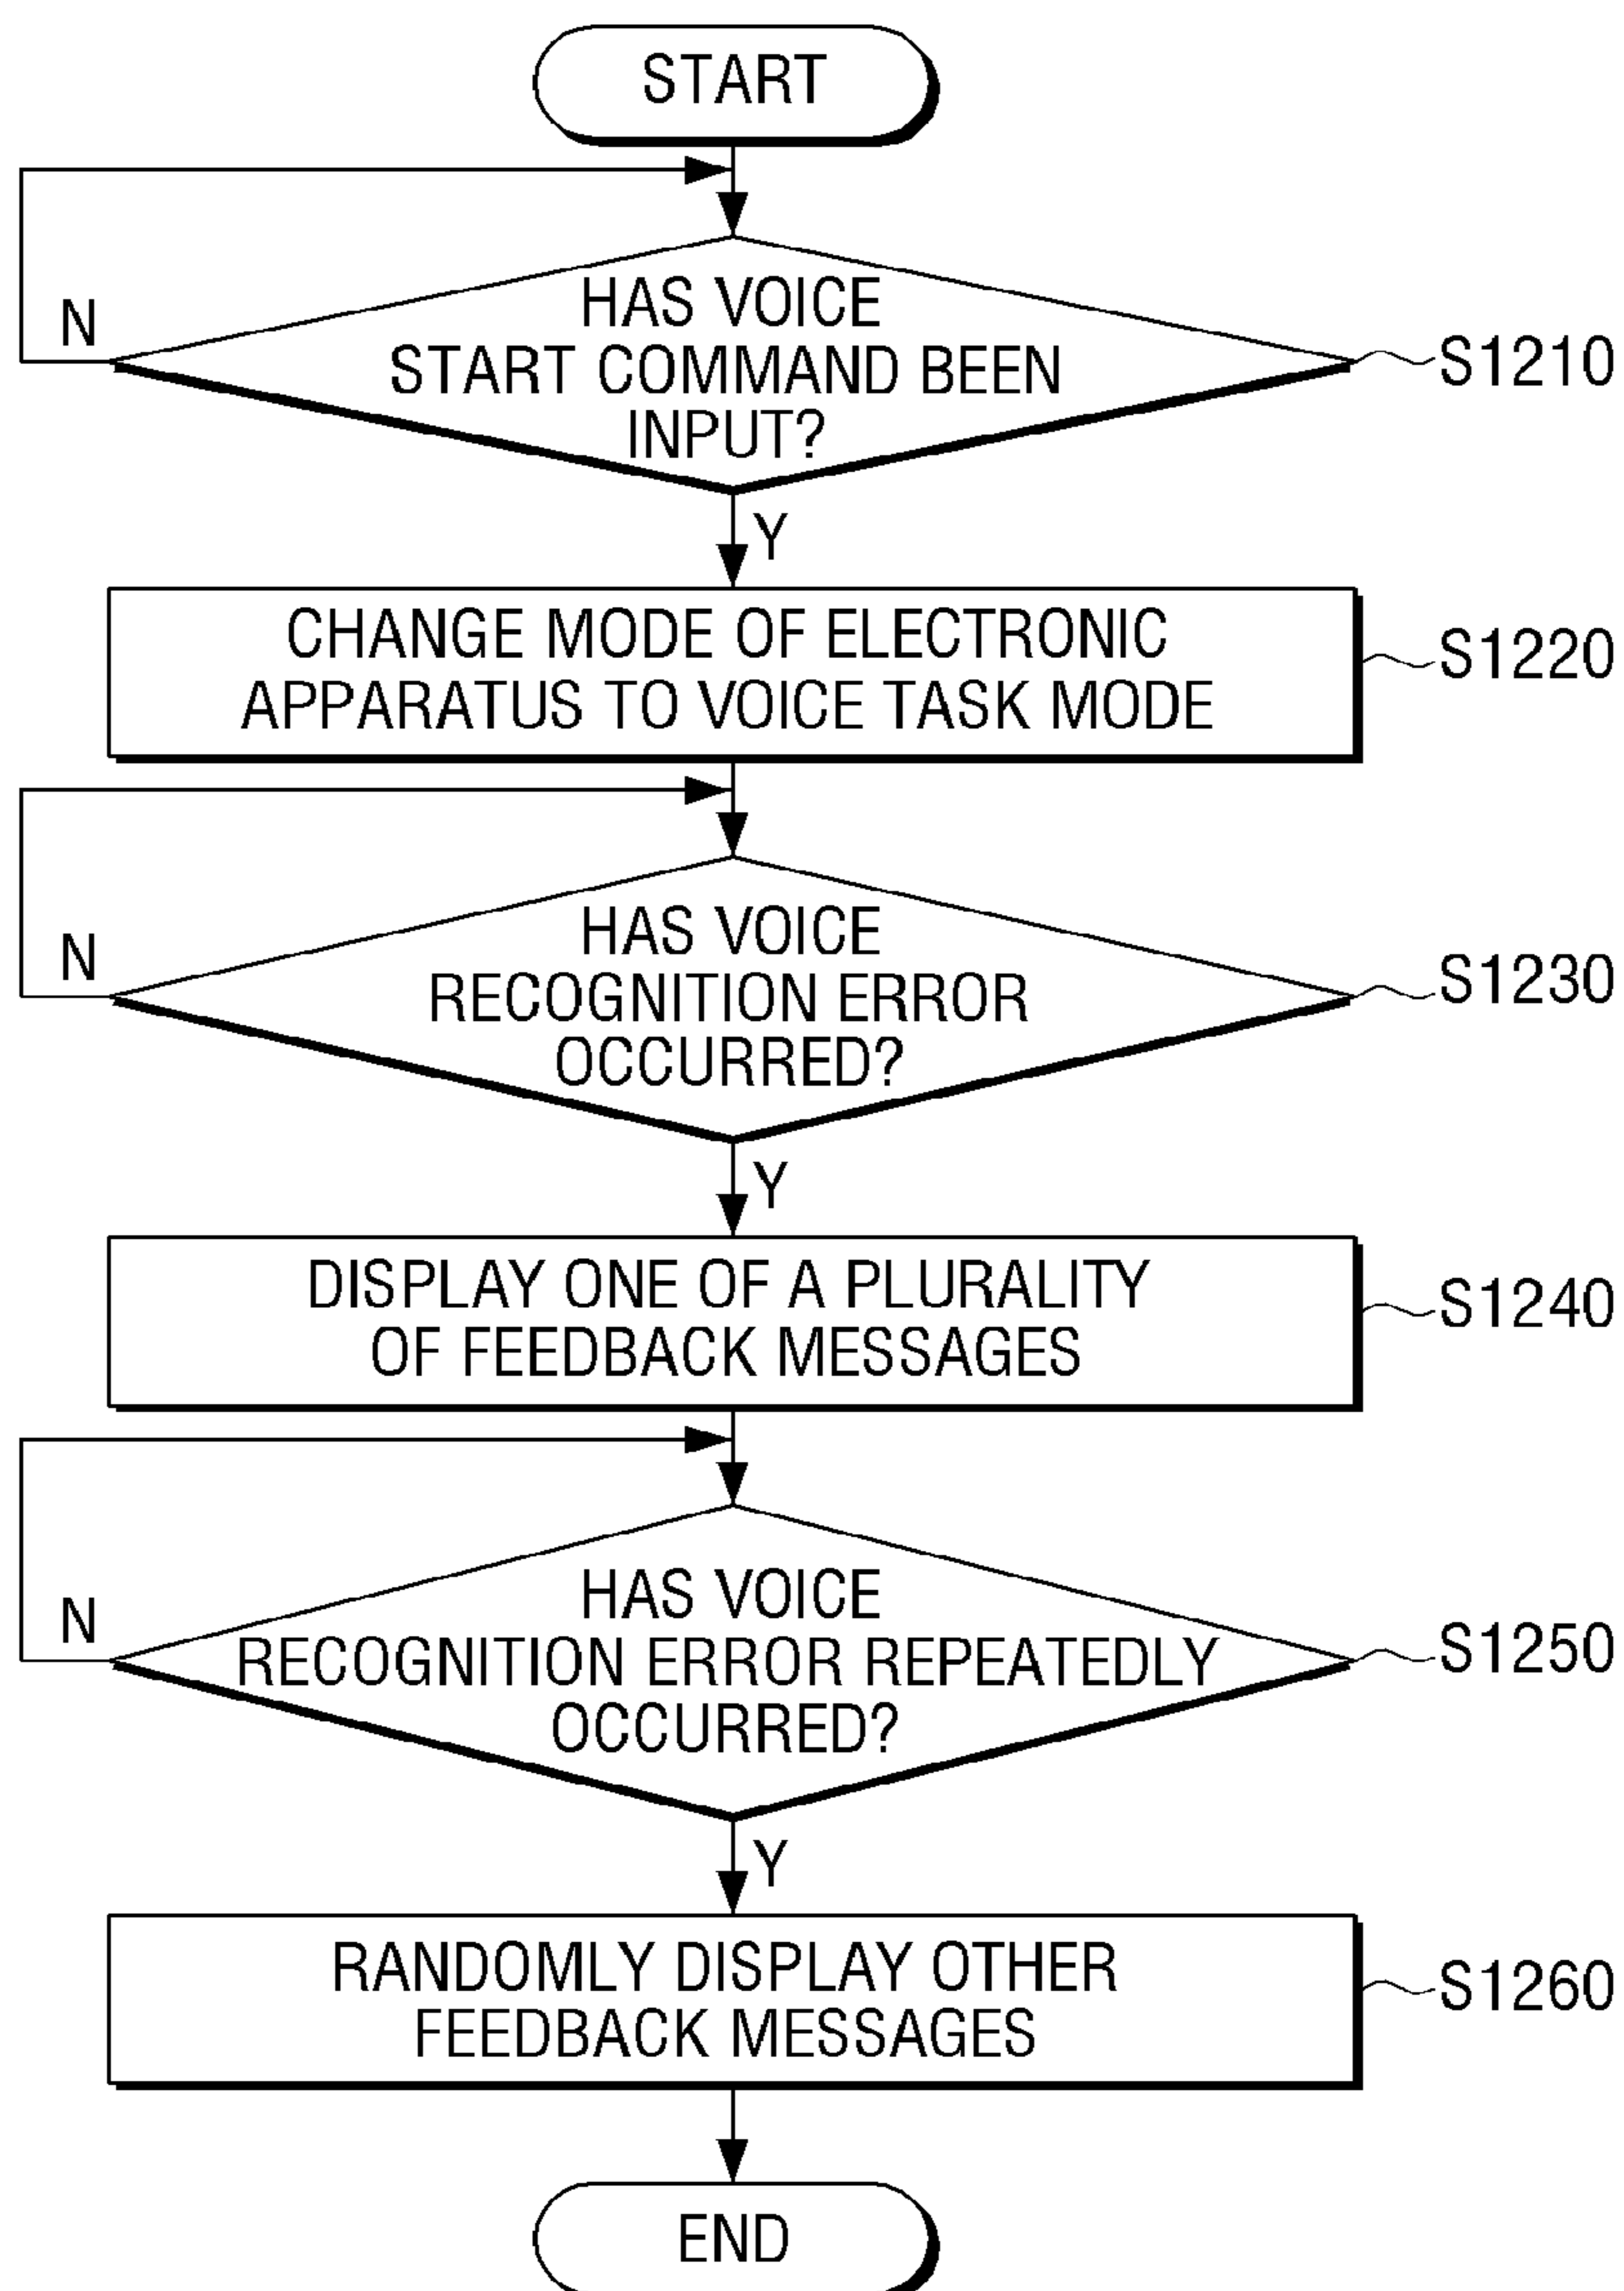 START
HAS VOICE
START COMMAND BEEN
INPUT?
N
S1210
Y
CHANGE MODE OF ELECTRONIC
APPARATUS TO VOICE TASK MODE
S1220
HAS VOICE
RECOGNITION ERROR
OCCURRED?
N
S1230
Y
DISPLAY ONE OF A PLURALITY
OF FEEDBACK MESSAGES
S1240
HAS VOICE
RECOGNITION ERROR REPEATEDLY
OCCURRED?
N
S1250
Y
RANDOMLY DISPLAY OTHER
FEEDBACK MESSAGES
S1260
END